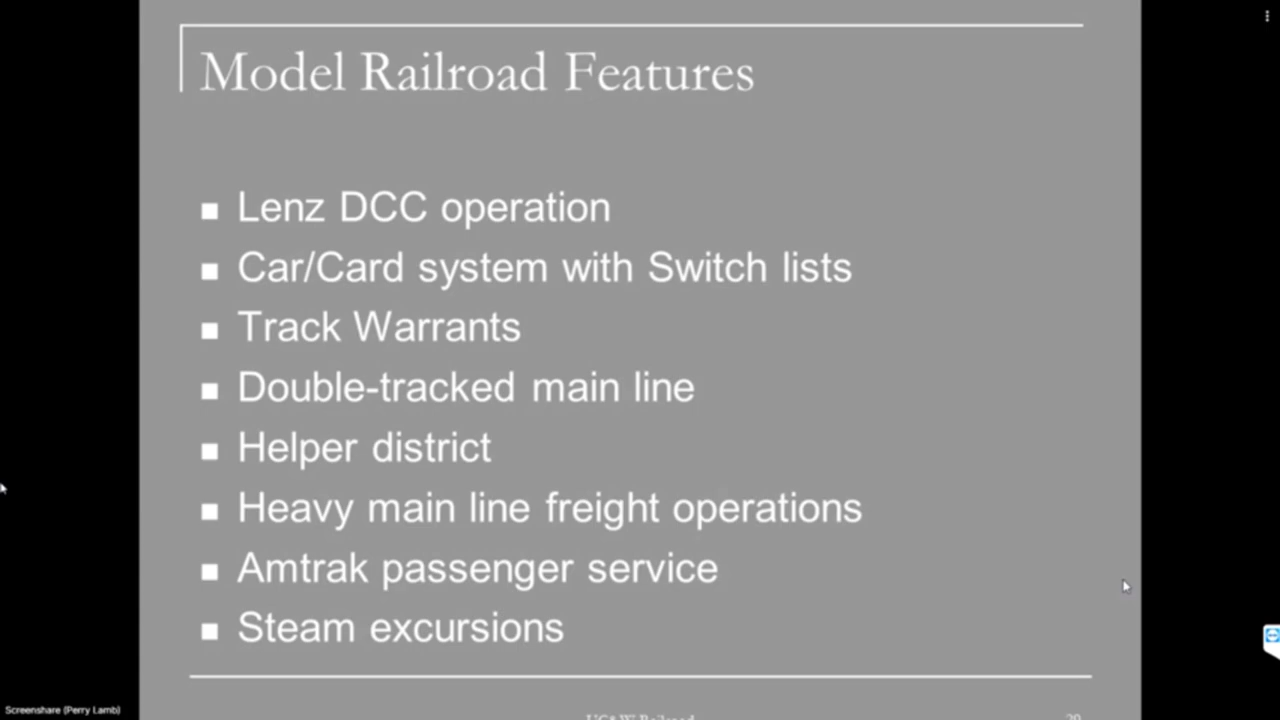 Model Railroad Features
Lenz DCC operation
Car/Card system with Switch lists
Track Warrants
Double-tracked main line
Helper district
Heavy main line freight operations
Amtrak passenger service
Steam excursions
Screenshare (Perry Lamb)
Railroad